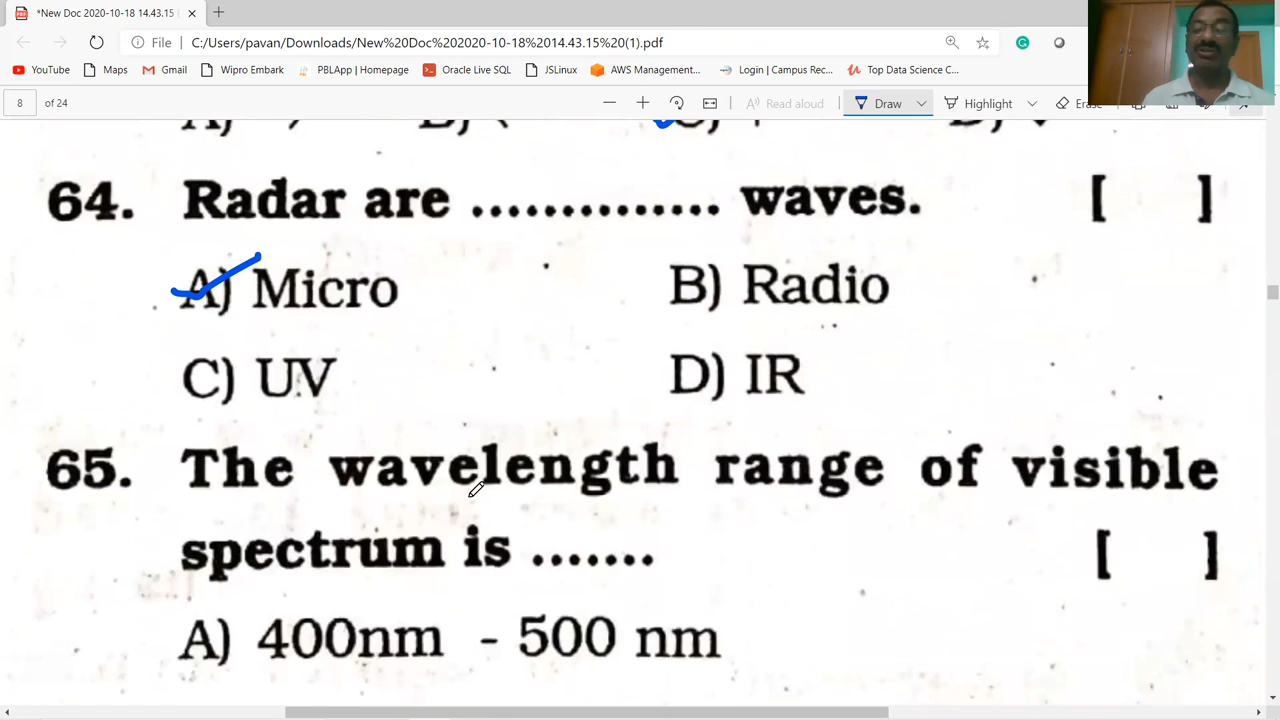 *New Doc 2020-10-18 14.43.15 (
File
C:/Users/pavan/Downloads/New%20Doc%202020-10-18%2014.43.15%20(1).pdf
YouTube
Maps
Gmail
Wipro Embark
PBLApp | Homepage
Oracle Live SQL
JSLinux
AWS Management...
Login | Campus Rec...
Top Data Science C...
8 of 24
Read aloud
Draw
Highlight
Erase
64. Radar are .............. waves. [ ]
A) Micro B) Radio
C) UV D) IR
65. The wavelength range of visible
spectrum is ....... [ ]
A) 400nm - 500 nm